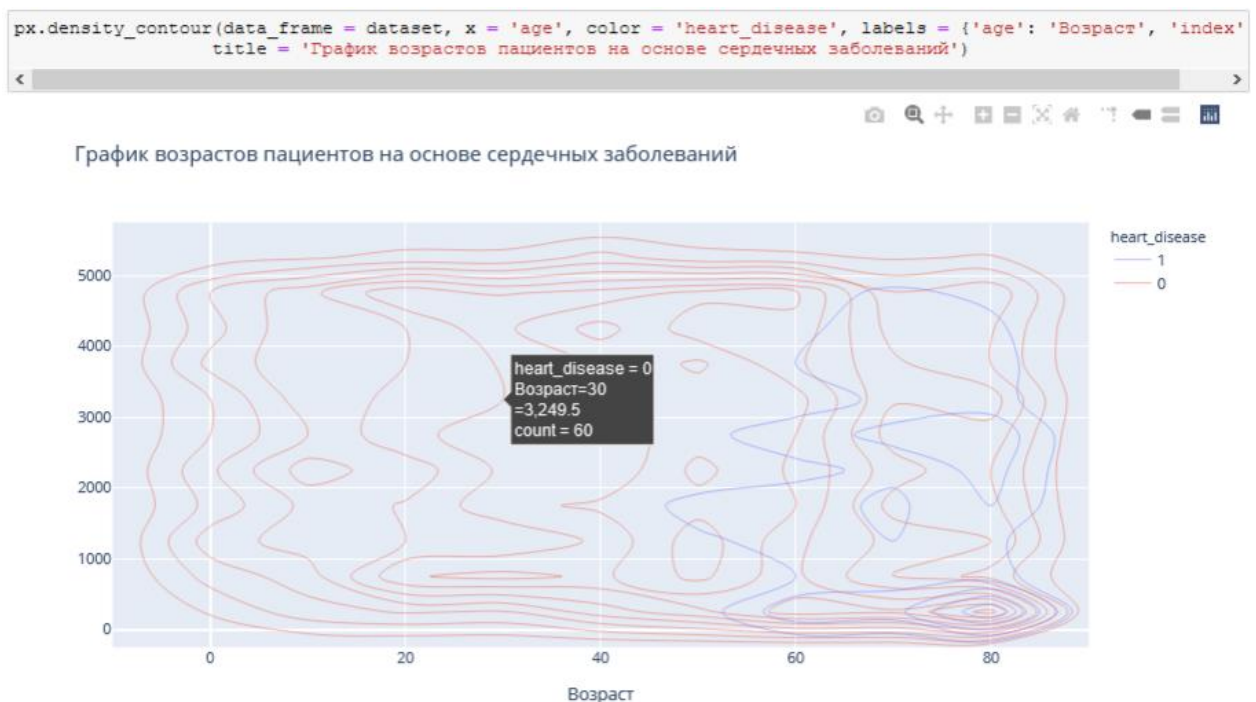 px.density_contour(data_frame = dataset, x = 'age', color = 'heart_disease', labels = {'age': 'Возраст', 'index'
title = 'График возрастов пациентов на основе сердечных заболеваний')
График возрастов пациентов на основе сердечных заболеваний
heart_disease
1
0
5000
4000
3000
2000
1000
0
heart_disease = 0
Возраст=30
=3,249.5
count = 60
0
20
40
60
80
Возраст